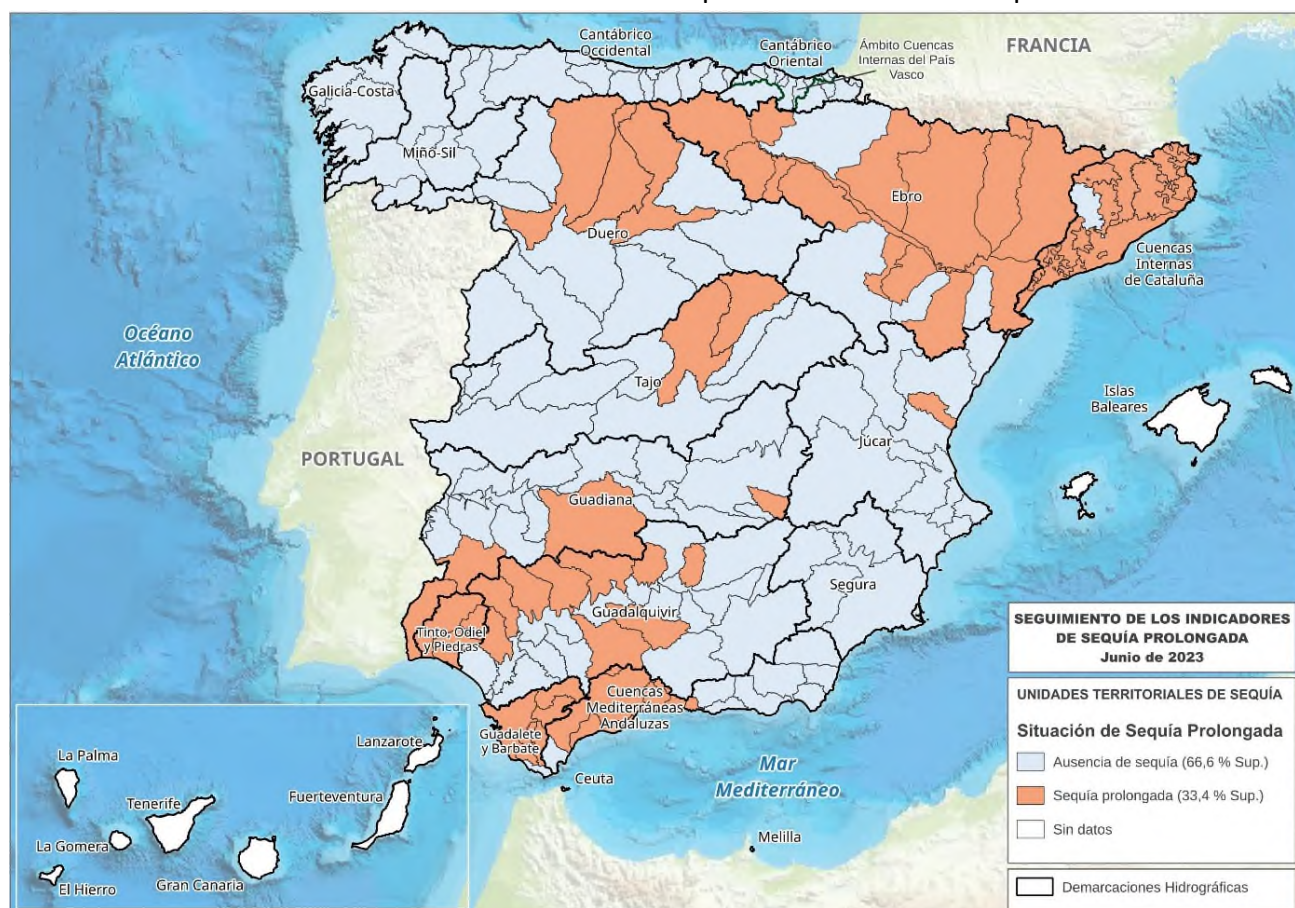 Cantábrico
Occidental
Cantábrico
Oriental
Ámbito Cuencas
Internas del País
Vasco
FRANCIA
Galicia-Costa
Miño-Sil
Ebro
Duero
Cuencas
Internas
de Cataluña
Océano
Atlántico
Tajo
Islas
Baleares
Júcar
PORTUGAL
Guadiana
Segura
Guadalquivir
Tinto, Odiel
y Piedras
Cuencas
Mediterráneas
Andaluzas
Guadalete
y Barbate
Ceuta
Mar
Mediterráneo
Melilla
La Palma
Lanzarote
Tenerife
Fuerteventura
La Gomera
El Hierro
Gran Canaria
SEGUIMIENTO DE LOS INDICADORES
DE SEQUÍA PROLONGADA
Junio de 2023
UNIDADES TERRITORIALES DE SEQUÍA
Situación de Sequía Prolongada
Ausencia de sequía (66,6 % Sup.)
Sequía prolongada (33,4 % Sup.)
Sin datos
Demarcaciones Hidrográficas